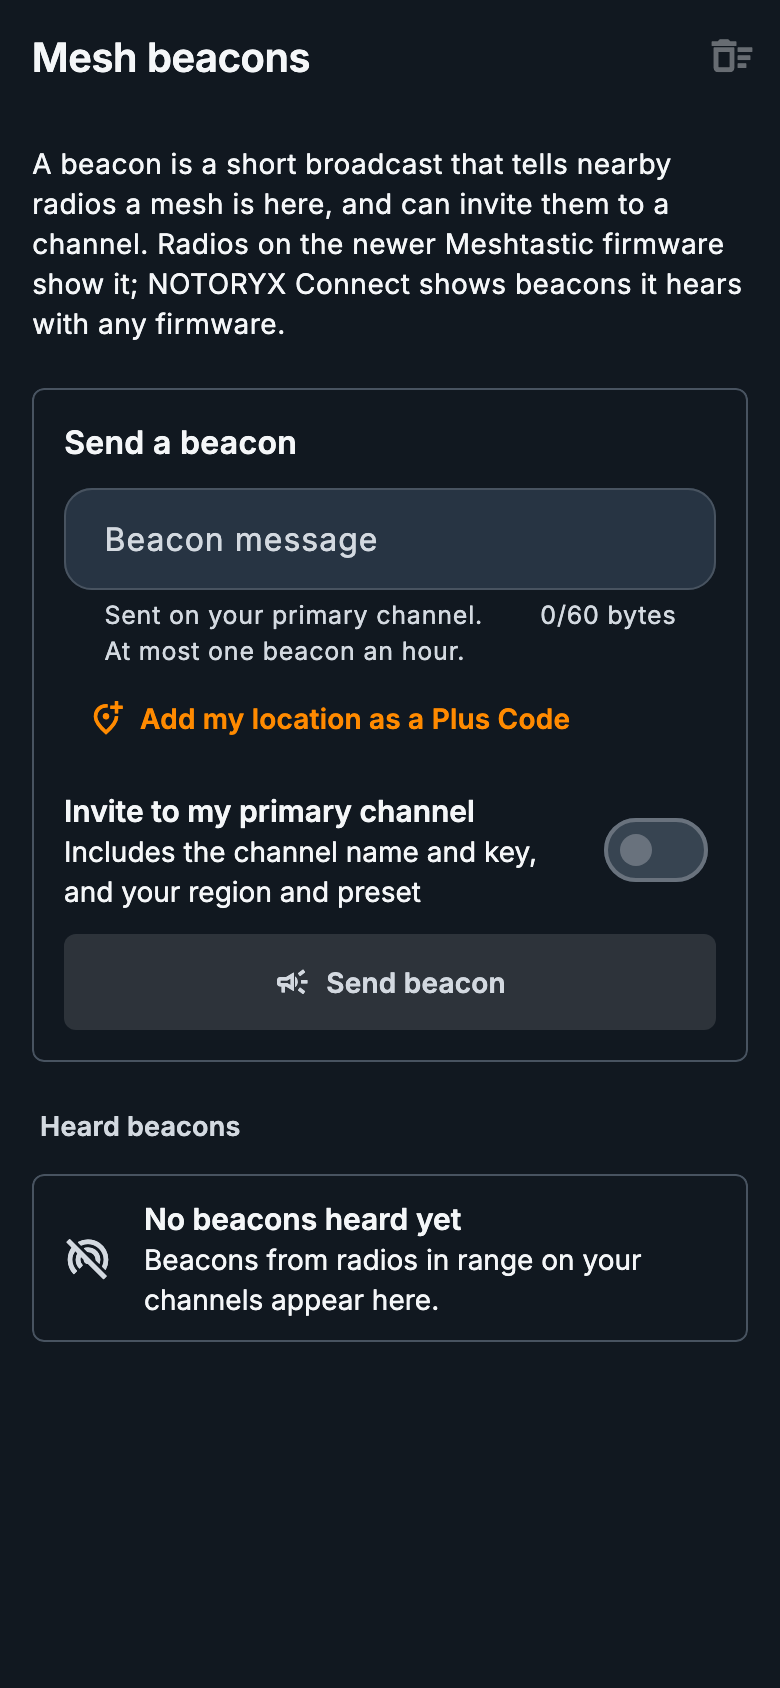 Mesh beacons
A beacon is a short broadcast that tells nearby
radios a mesh is here, and can invite them to a
channel. Radios on the newer Meshtastic firmware
show it; NOTORYX Connect shows beacons it hears
with any firmware.
Send a beacon
Beacon message
Sent on your primary channel. 0/60 bytes
At most one beacon an hour.
Add my location as a Plus Code
Invite to my primary channel
Includes the channel name and key,
and your region and preset
Send beacon
Heard beacons
No beacons heard yet
Beacons from radios in range on your
channels appear here.